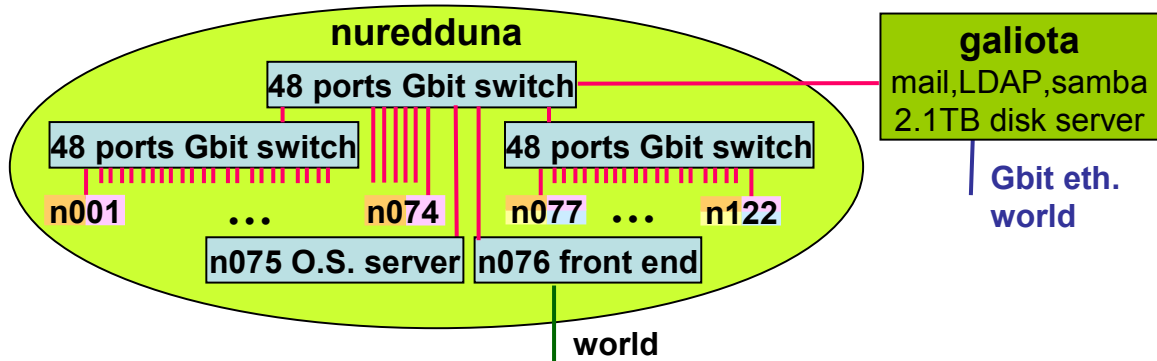 nuredduna
48 ports Gbit switch
48 ports Gbit switch
48 ports Gbit switch
n001
...
n074
n077
...
n122
n075 O.S. server
n076 front end
world
galiota
mail,LDAP,samba
2.1TB disk server
Gbit eth.
world